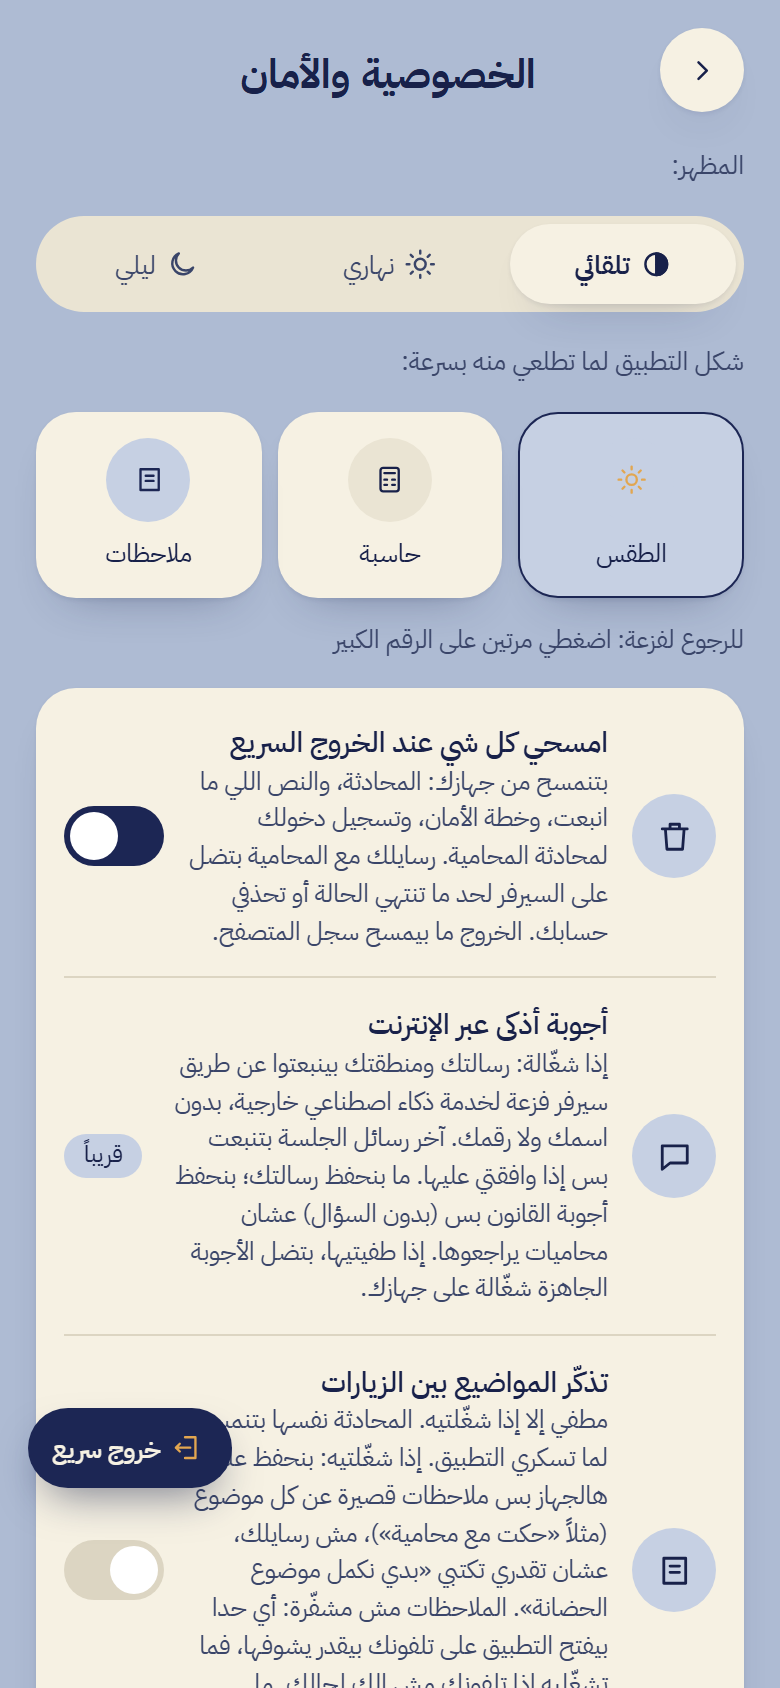 الخصوصية والأمان
المظهر:
تلقائي
نهاري
ليلي
شكل التطبيق لما تطلعي منه بسرعة:
الطقس
حاسبة
ملاحظات
للرجوع لفزعة: اضغطي مرتين على الرقم الكبير
امسحي كل شي عند الخروج السريع
بتنمسح من جهازك: المحادثة، والنص اللي ما
انبعت، وخطة الأمان، وتسجيل دخولك
لمحادثة المحامية. رسايلك مع المحامية بتضل
على السيرفر لحد ما تنتهي الحالة أو تحذفي
حسابك. الخروج ما بيمسح سجل المتصفح.
أجوبة أذكى عبر الإنترنت
إذا شغّالة: رسالتك ومنطقتك بينبعتوا عن طريق
سيرفر فزعة لخدمة ذكاء اصطناعي خارجية، بدون
اسمك ولا رقمك. آخر رسائل الجلسة بتنبعت
بس إذا وافقتي عليها. ما بنحفظ رسالتك؛ بنحفظ
أجوبة القانون بس (بدون السؤال) عشان
محاميات يراجعوها. إذا طفيتيها، بتضل الأجوبة
الجاهزة شغّالة على جهازك.
قريباً
تذكّر المواضيع بين الزيارات
مطفي إلا إذا شغّلتيه. المحادثة نفسها
لما تسكري التطبيق. إذا شغّلتيه: بنحفظ
هالجهاز بس ملاحظات قصيرة عن كل موضوع
(مثلاً «حكت مع محامية»)، مش رسايلك،
عشان تقدري تكتبي «بدي نكمل موضوع
الحضانة». الملاحظات مش مشفّرة: أي حدا
بيفتح التطبيق على تلفونك بيقدر يشوفها، فما
تشغّليه إذا تلفونك مش إلك لحالك. ما
خروج سريع